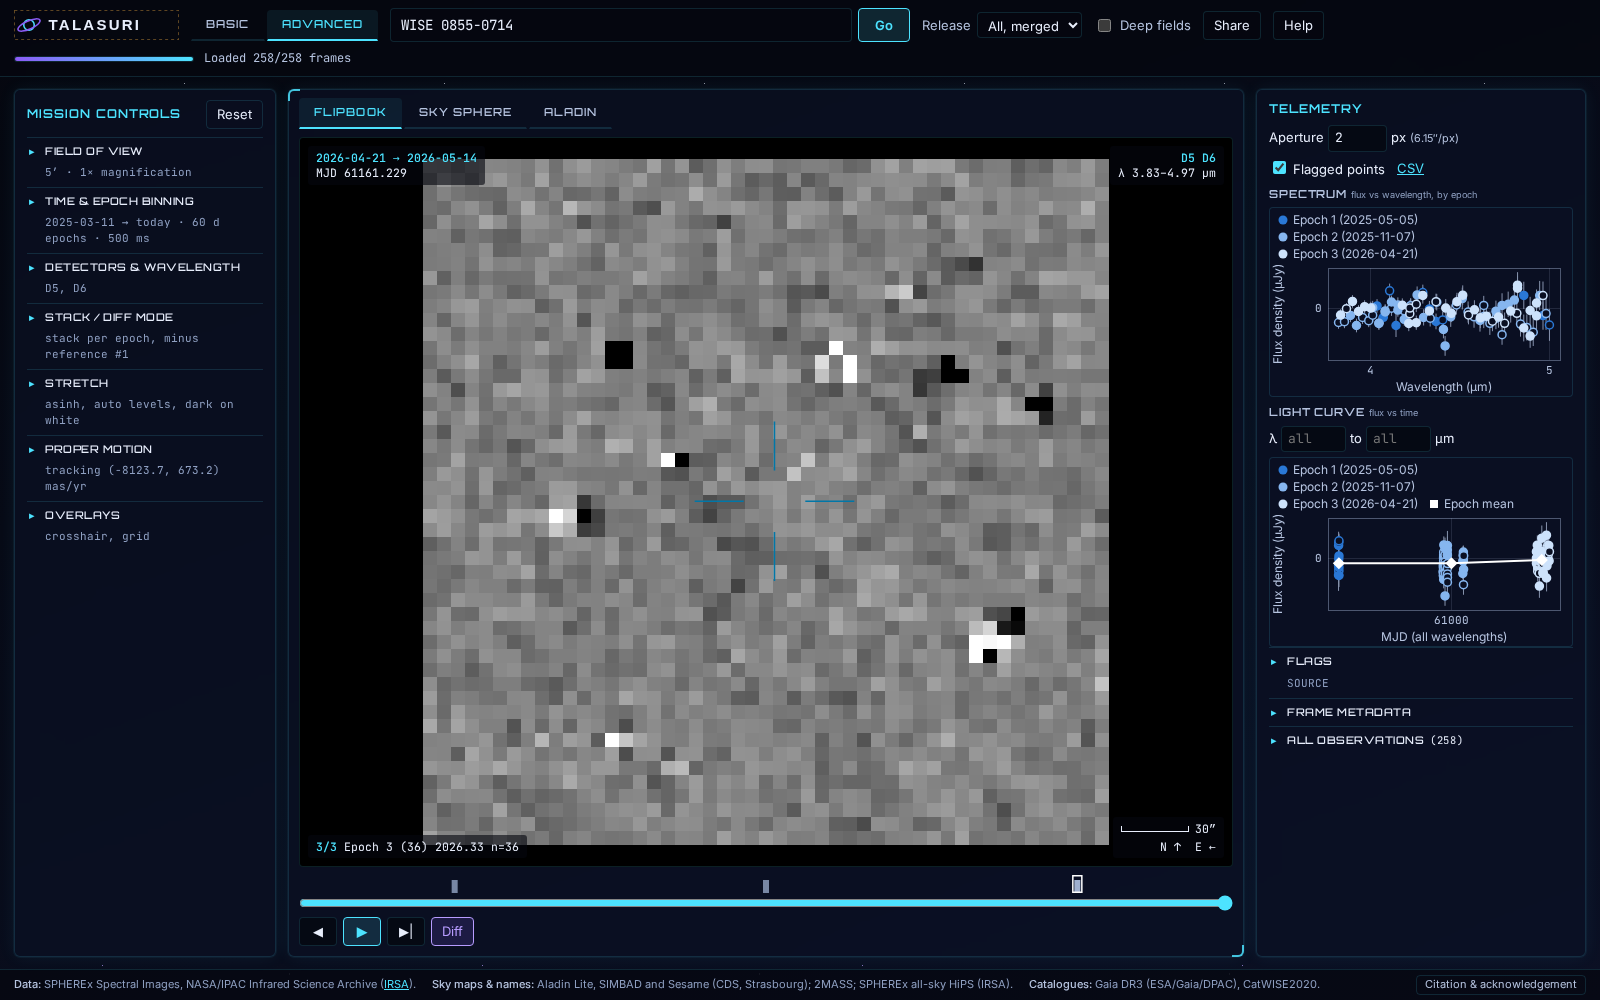 TALASURI
BASIC
ADVANCED
WISE 0855-0714
Go
Release
All, merged
Deep fields
Share
Help
Loaded 258/258 frames
MISSION CONTROLS
Reset
FIELD OF VIEW
5′ · 1× magnification
TIME & EPOCH BINNING
2025-03-11 → today · 60 d
epochs · 500 ms
DETECTORS & WAVELENGTH
D5, D6
STACK / DIFF MODE
stack per epoch, minus
reference #1
STRETCH
asinh, auto levels, dark on
white
PROPER MOTION
tracking (-8123.7, 673.2)
mas/yr
OVERLAYS
crosshair, grid
FLIPBOOK
SKY SPHERE
ALADIN
2026-04-21 → 2026-05-14
MJD 61161.229
D5 D6
λ 3.83–4.97 µm
3/3 Epoch 3 (36) 2026.33 n=36
30″
N ↑ E ←
Diff
TELEMETRY
Aperture 2 px (6.15″/px)
Flagged points CSV
SPECTRUM flux vs wavelength, by epoch
Epoch 1 (2025-05-05)
Epoch 2 (2025-11-07)
Epoch 3 (2026-04-21)
Flux density (µJy)
0
4 5
Wavelength (µm)
LIGHT CURVE flux vs time
λ all to all µm
Epoch 1 (2025-05-05)
Epoch 2 (2025-11-07)
Epoch 3 (2026-04-21) Epoch mean
Flux density (µJy)
0
61000
MJD (all wavelengths)
FLAGS
SOURCE
FRAME METADATA
ALL OBSERVATIONS (258)
Data: SPHEREx Spectral Images, NASA/IPAC Infrared Science Archive (IRSA). Sky maps & names: Aladin Lite, SIMBAD and Sesame (CDS, Strasbourg); 2MASS; SPHEREx all-sky HiPS (IRSA). Catalogues: Gaia DR3 (ESA/Gaia/DPAC), CatWISE2020.
Citation & acknowledgement